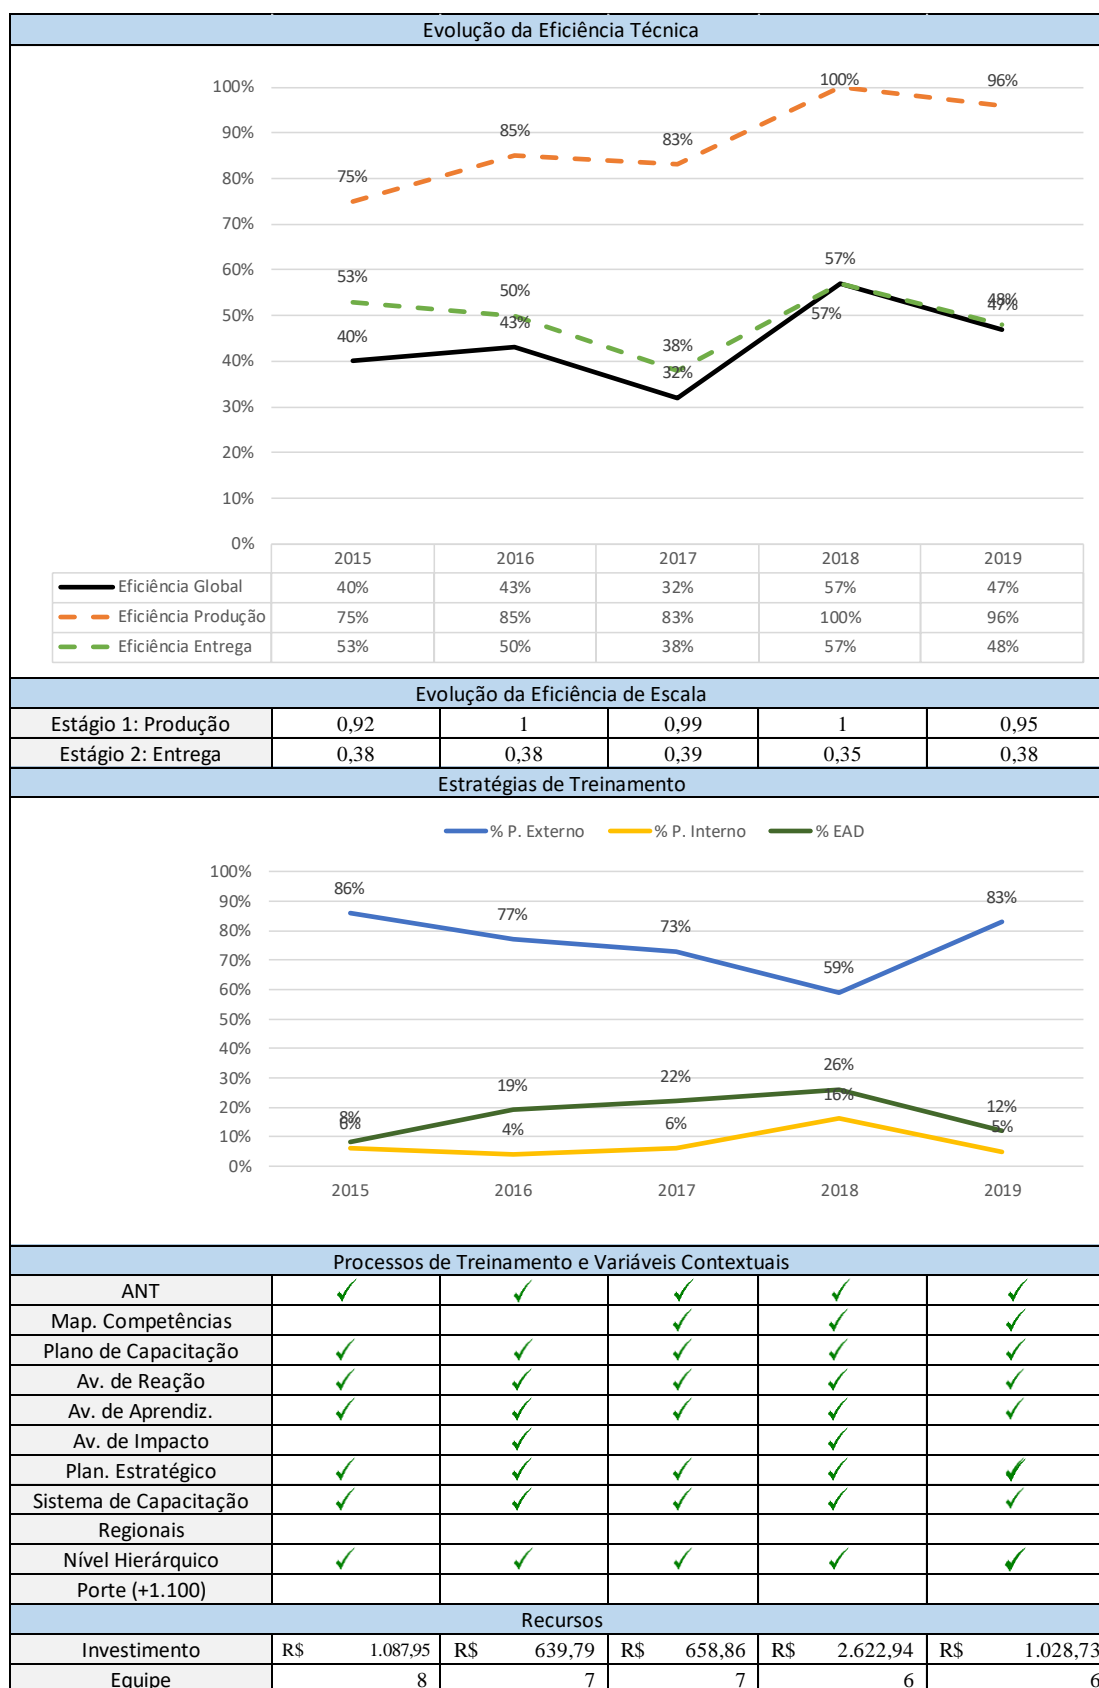 Evolução da Eficiência Técnica
100%
90%
80%
70%
60%
50%
40%
30%
20%
10%
0%
75%
85%
83%
100%
96%
53%
50%
38%
57%
48%
40%
43%
32%
57%
47%
2015 2016 2017 2018 2019
Eficiência Global 40% 43% 32% 57% 47%
Eficiência Produção 75% 85% 83% 100% 96%
Eficiência Entrega 53% 50% 38% 57% 48%
Evolução da Eficiência de Escala
Estágio 1: Produção 0,92 1 0,99 1 0,95
Estágio 2: Entrega 0,38 0,38 0,39 0,35 0,38
Estratégias de Treinamento
% P. Externo % P. Interno % EAD
100%
90%
80%
70%
60%
50%
40%
30%
20%
10%
0%
86%
77%
73%
59%
83%
8%
19%
22%
26%
12%
6%
4%
6%
16%
5%
2015 2016 2017 2018 2019
Processos de Treinamento e Variáveis Contextuais
ANT ✓ ✓ ✓ ✓ ✓
Map. Competências ✓ ✓ ✓
Plano de Capacitação ✓ ✓ ✓ ✓ ✓
Av. de Reação ✓ ✓ ✓ ✓ ✓
Av. de Aprendiz. ✓ ✓ ✓ ✓ ✓
Av. de Impacto ✓ ✓
Plan. Estratégico ✓ ✓ ✓ ✓ ✓
Sistema de Capacitação ✓ ✓ ✓ ✓ ✓
Regionais
Nível Hierárquico ✓ ✓ ✓ ✓ ✓
Porte (+1.100)
Recursos
Investimento R$ 1.087,95 R$ 639,79 R$ 658,86 R$ 2.622,94 R$ 1.028,73
Equipe 8 7 7 6 6